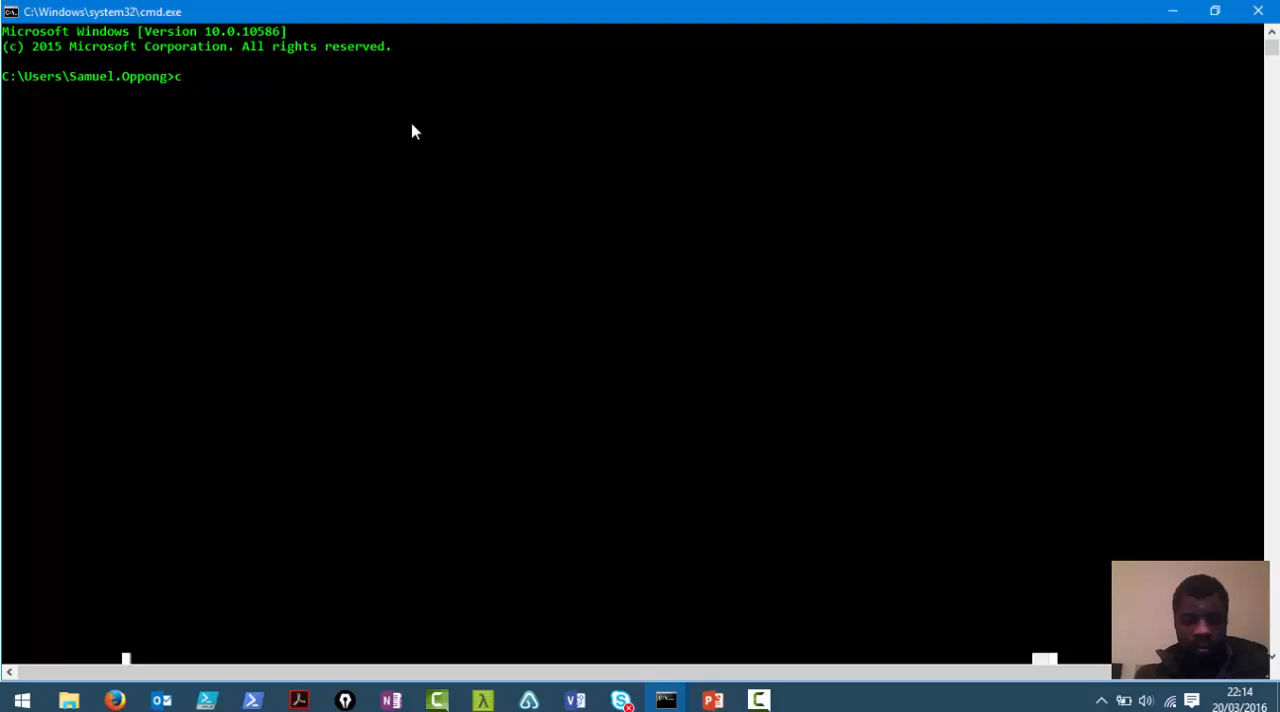 C:\Windows\system32\cmd.exe
Microsoft Windows [Version 10.0.10586]
(c) 2015 Microsoft Corporation. All rights reserved.
C:\Users\Samuel.Oppong>c
22:14
20/03/2016